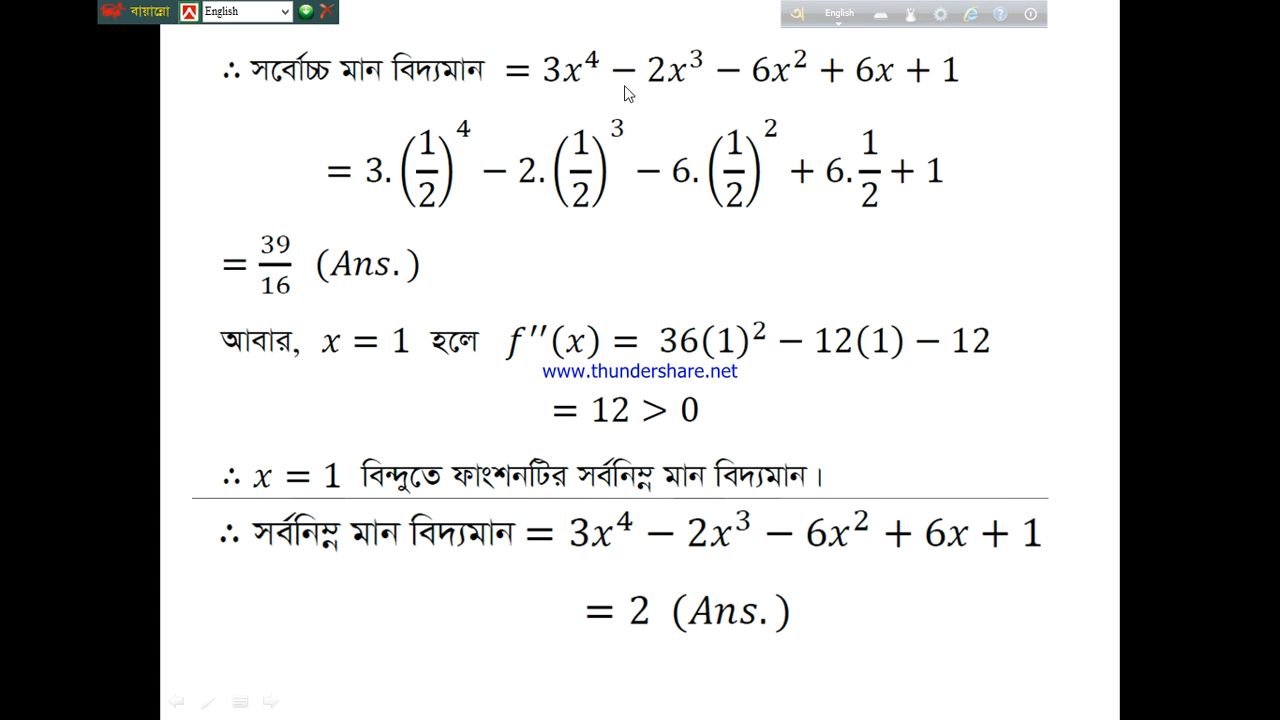 বায়ান্নো English অ English
∴ সর্বোচ্চ মান বিদ্যমান = 3x⁴ − 2x³ − 6x² + 6x + 1
= 3.(1/2)⁴ − 2.(1/2)³ − 6.(1/2)² + 6.1/2 + 1
= 39/16 (Ans.)
আবার, x = 1 হলে f′′(x) = 36(1)² − 12(1) − 12
www.thundershare.net
= 12 > 0
∴ x = 1 বিন্দুতে ফাংশনটির সর্বনিম্ন মান বিদ্যমান।
∴ সর্বনিম্ন মান বিদ্যমান = 3x⁴ − 2x³ − 6x² + 6x + 1
= 2 (Ans.)